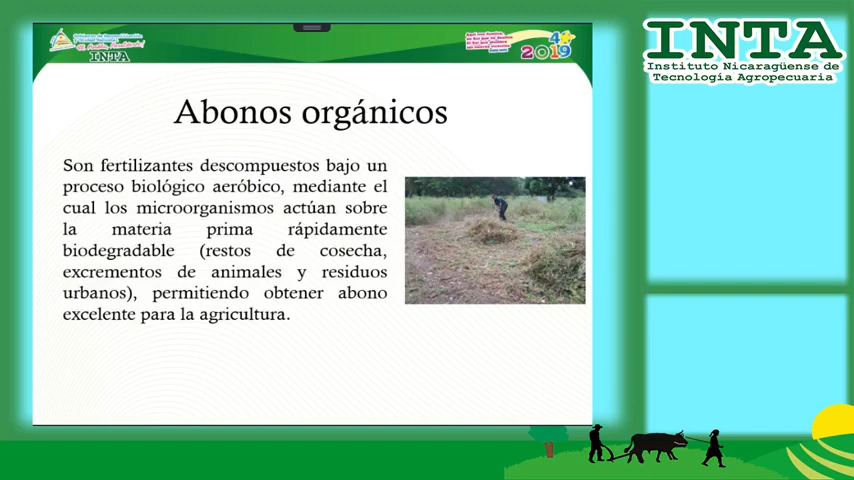 INTA
4
2019
INTA
Instituto Nicaragüense de
Tecnología Agropecuaria
Abonos orgánicos
Son fertilizantes descompuestos bajo un
proceso biológico aeróbico, mediante el
cual los microorganismos actúan sobre
la materia prima rápidamente
biodegradable (restos de cosecha,
excrementos de animales y residuos
urbanos), permitiendo obtener abono
excelente para la agricultura.